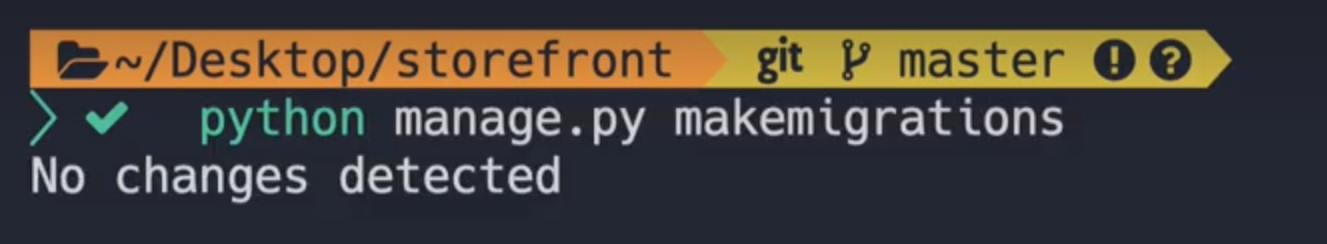 ~/Desktop/storefront git master ! ?
python manage.py makemigrations
No changes detected